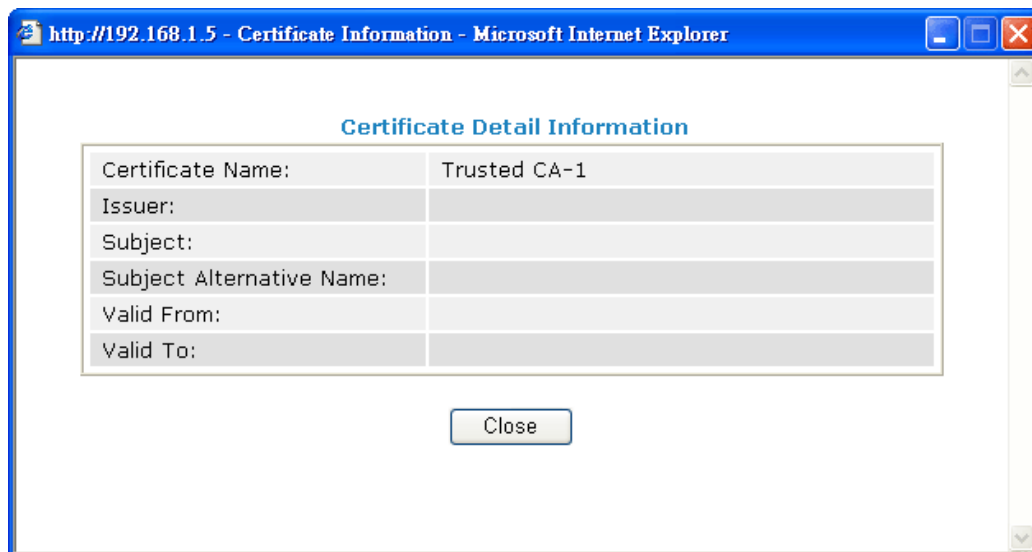 http://192.168.1.5 - Certificate Information - Microsoft Internet Explorer
Certificate Detail Information
Certificate Name: Trusted CA-1
Issuer:
Subject:
Subject Alternative Name:
Valid From:
Valid To:
Close